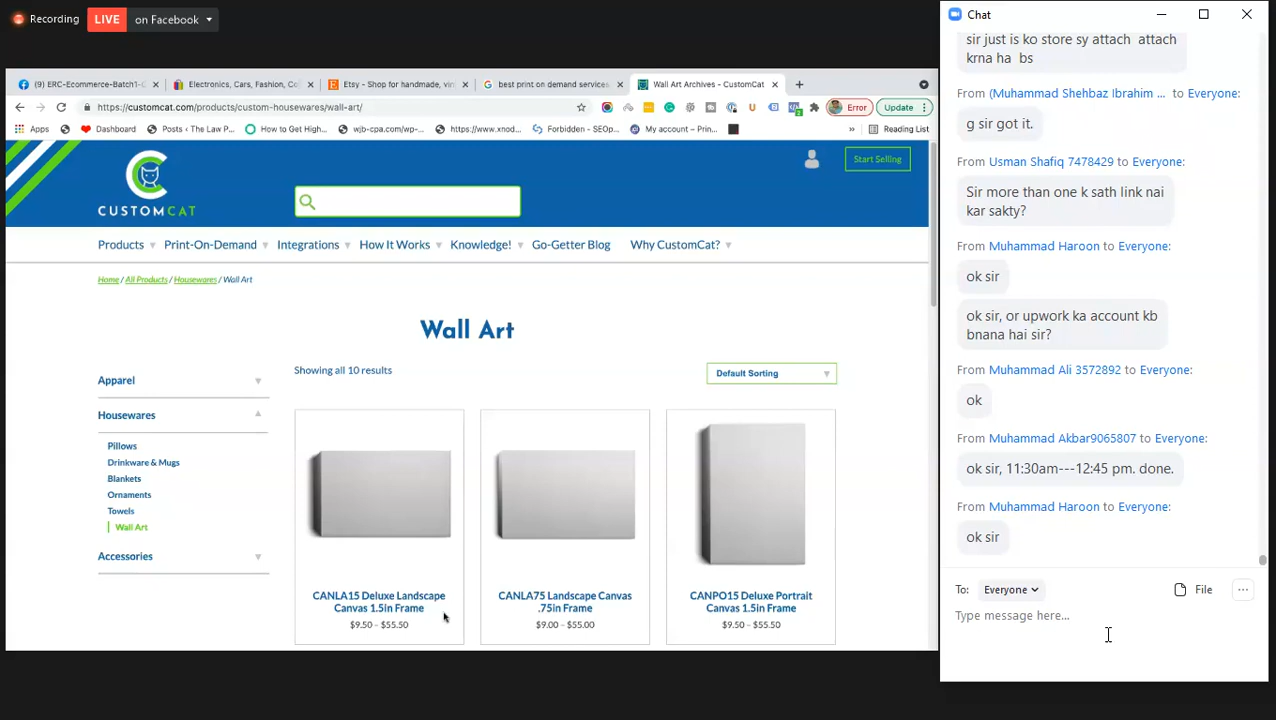 Recording
LIVE
on Facebook
(9) ERC-Ecommerce-Batch1-
Electronics, Cars, Fashion,
Etsy - Shop for handmade,
best print on demand services
Wall Art Archives - CustomCat
https://customcat.com/products/custom-housewares/wall-art/
Error
Update
Apps
Dashboard
Posts ‹ The Law P...
How to Get High...
wjb-cpa.com/wp-...
https://www.xnod...
Forbidden - SEOp...
My account – Prin...
»
Reading List
CUSTOMCAT
Start Selling
Products
Print-On-Demand
Integrations
How It Works
Knowledge!
Go-Getter Blog
Why CustomCat?
Home / All Products / Housewares / Wall Art
Wall Art
Showing all 10 results
Default Sorting
Apparel
Housewares
Pillows
Drinkware & Mugs
Blankets
Ornaments
Towels
Wall Art
Accessories
CANLA15 Deluxe Landscape
Canvas 1.5in Frame
$9.50 – $55.50
CANLA75 Landscape Canvas
.75in Frame
$9.00 – $55.00
CANPO15 Deluxe Portrait
Canvas 1.5in Frame
$9.50 – $55.50
Chat
sir just is ko store sy attach attach
krna ha bs
From (Muhammad Shehbaz Ibrahim ... to Everyone:
g sir got it.
From Usman Shafiq 7478429 to Everyone:
Sir more than one k sath link nai
kar sakty?
From Muhammad Haroon to Everyone:
ok sir
ok sir, or upwork ka account kb
bnana hai sir?
From Muhammad Ali 3572892 to Everyone:
ok
From Muhammad Akbar9065807 to Everyone:
ok sir, 11:30am---12:45 pm. done.
From Muhammad Haroon to Everyone:
ok sir
To: Everyone
File
...
Type message here...